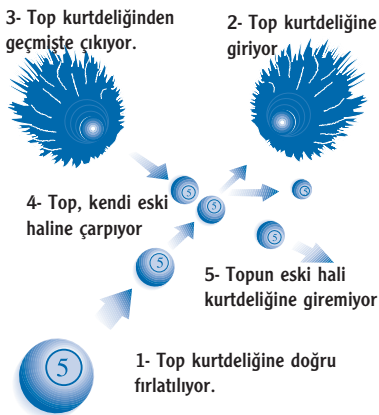 3- Top kurtdeliğinden
geçmişte çıkıyor.
2- Top kurtdeliğine
giriyor
4- Top, kendi eski
haline çarpıyor
5- Topun eski hali
kurtdeliğine giremiyor
1- Top kurtdeliğine doğru
fırlatılıyor.
5
5
5
5
5
5